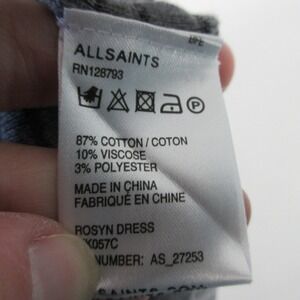 ALLSAINTS
RN128793
87% COTTON / COTON
10% VISCOSE
3% POLYESTER
MADE IN CHINA
FABRIQUÉ EN CHINE
ROSYN DRESS
K057C
NUMBER: AS_27253